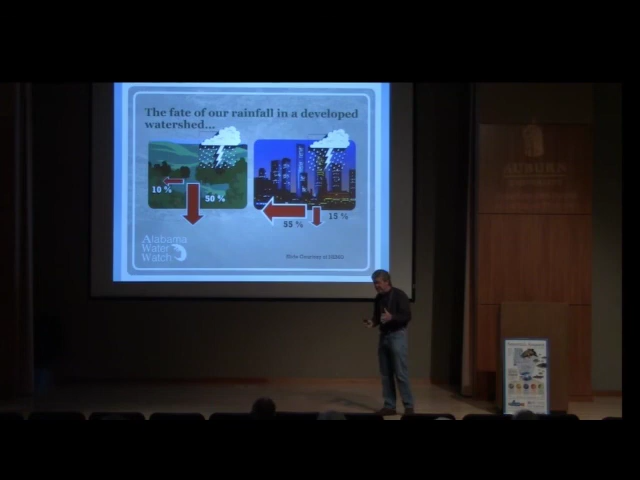 The fate of our rainfall in a developed
watershed...
10 %
50 %
55 %
15 %
Alabama
Water
Watch
AUBURN